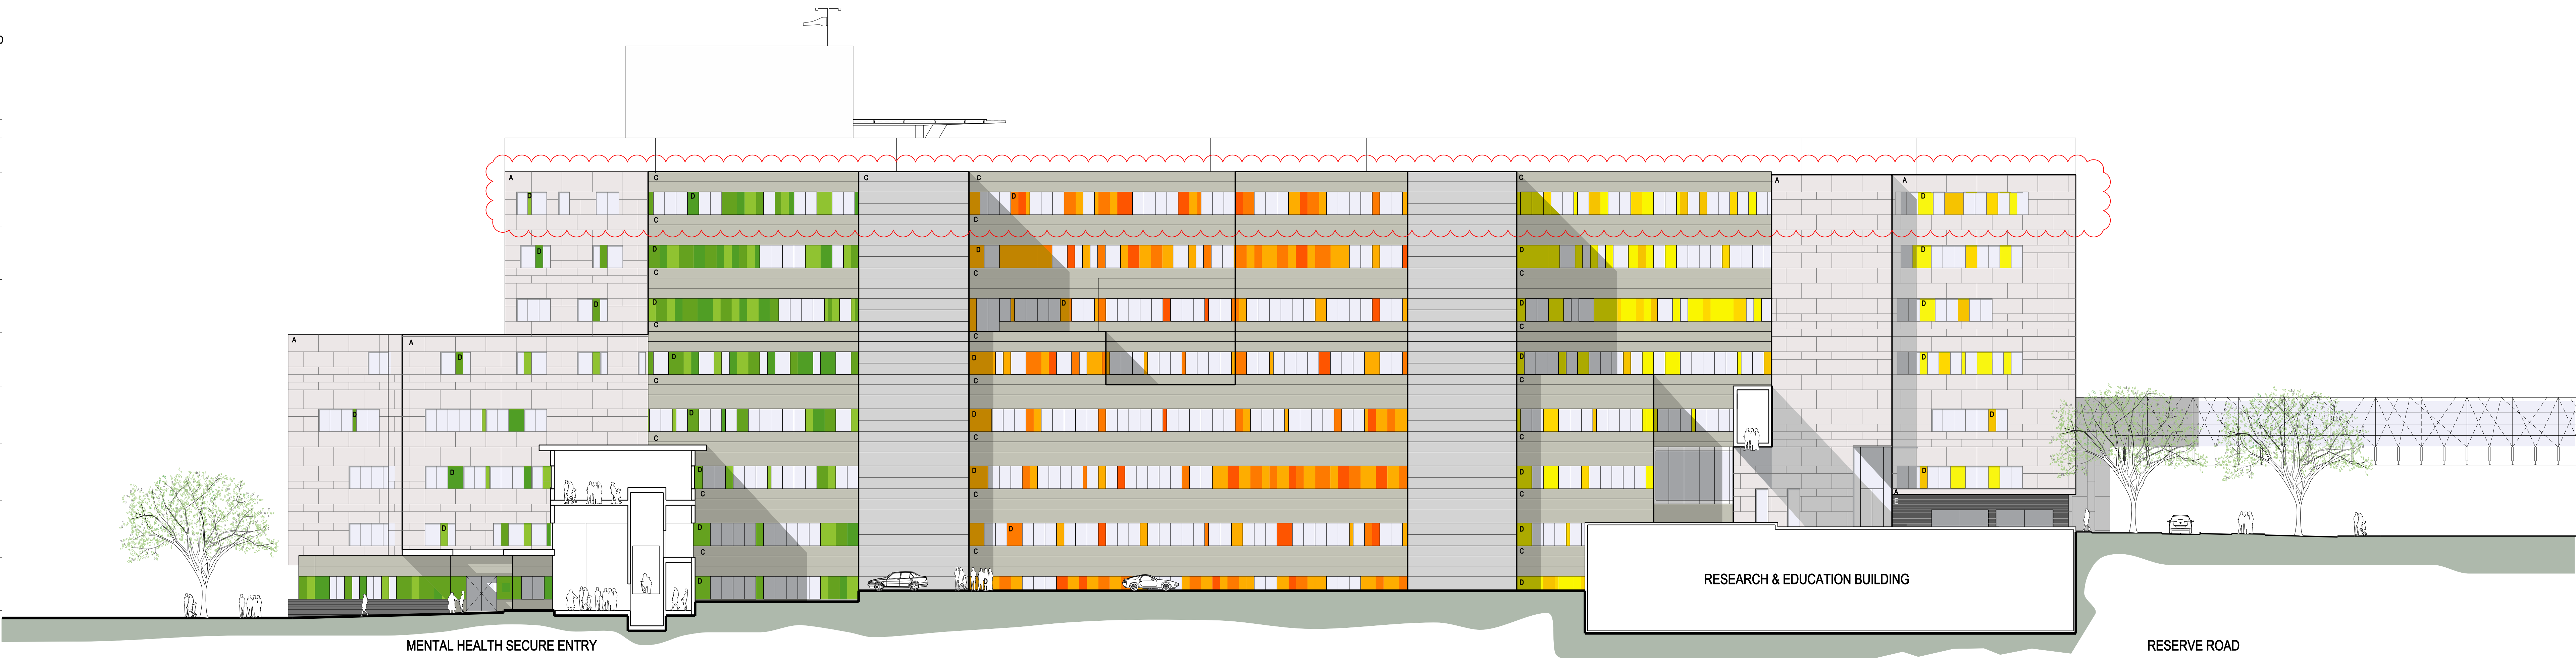 A C C C C A A
D D D D
C C
D D D D
C C C
D D D D D
C C
C
A A
D D D D D
C C C
D D D D
C C C
D D D D D
C C C A
E
D D D D
C C C
D D D
RESEARCH & EDUCATION BUILDING
MENTAL HEALTH SECURE ENTRY
RESERVE ROAD